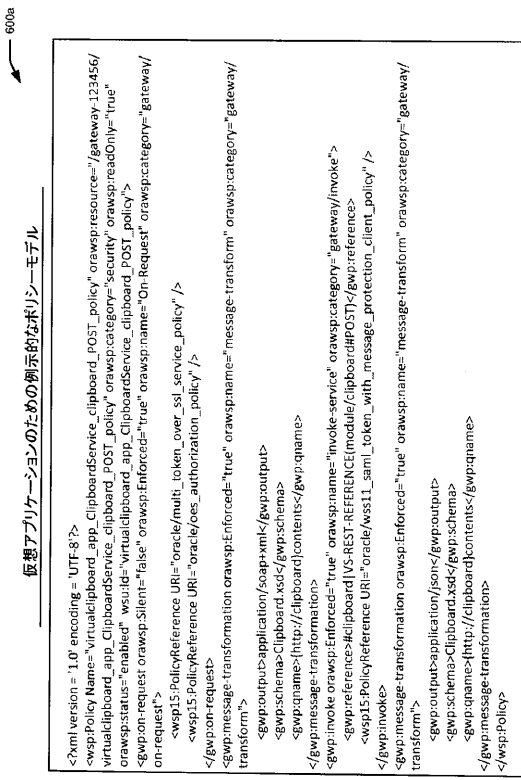 600a
仮想アプリケーションのための例示的なポリシーモデル
<?xml version = '1.0' encoding = 'UTF-8'?>
<wsp:Policy Name="virtualclipboard_app_ClipboardService_clipboard_POST_policy" orawsp:resource="/gateway-123456/
virtualclipboard_app_ClipboardService_clipboard_POST_policy" orawsp:category="security" orawsp:readOnly="true"
orawsp:status="enabled" wsu:Id="virtualclipboard_app_ClipboardService_clipboard_POST_policy">
<gwp:on-request orawsp:Silent="false" orawsp:Enforced="true" orawsp:name="On-Request" orawsp:category="gateway/
on-request">
<wsp15:PolicyReference URI="oracle/multi_token_over_ssl_service_policy" />
<wsp15:PolicyReference URI="oracle/oes_authorization_policy" />
</gwp:on-request>
<gwp:message-transformation orawsp:Enforced="true" orawsp:name="message-transform" orawsp:category="gateway/
transform">
<gwp:output>application/soap+xml</gwp:output>
<gwp:schema>Clipboard.xsd</gwp:schema>
<gwp:qname>{http://clipboard}contents</gwp:qname>
</gwp:message-transformation>
<gwp:invoke orawsp:Enforced="true" orawsp:name="invoke-service" orawsp:category="gateway/invoke">
<gwp:reference>#clipboard|VS-REST-REFERENCE(module/clipboard#POST)</gwp:reference>
<wsp15:PolicyReference URI="oracle/wss11_saml_token_with_message_protection_client_policy" />
</gwp:invoke>
<gwp:message-transformation orawsp:Enforced="true" orawsp:name="message-transform" orawsp:category="gateway/
transform">
<gwp:output>application/json</gwp:output>
<gwp:schema>Clipboard.xsd</gwp:schema>
<gwp:qname>{http://clipboard}contents</gwp:qname>
</gwp:message-transformation>
</wsp:Policy>